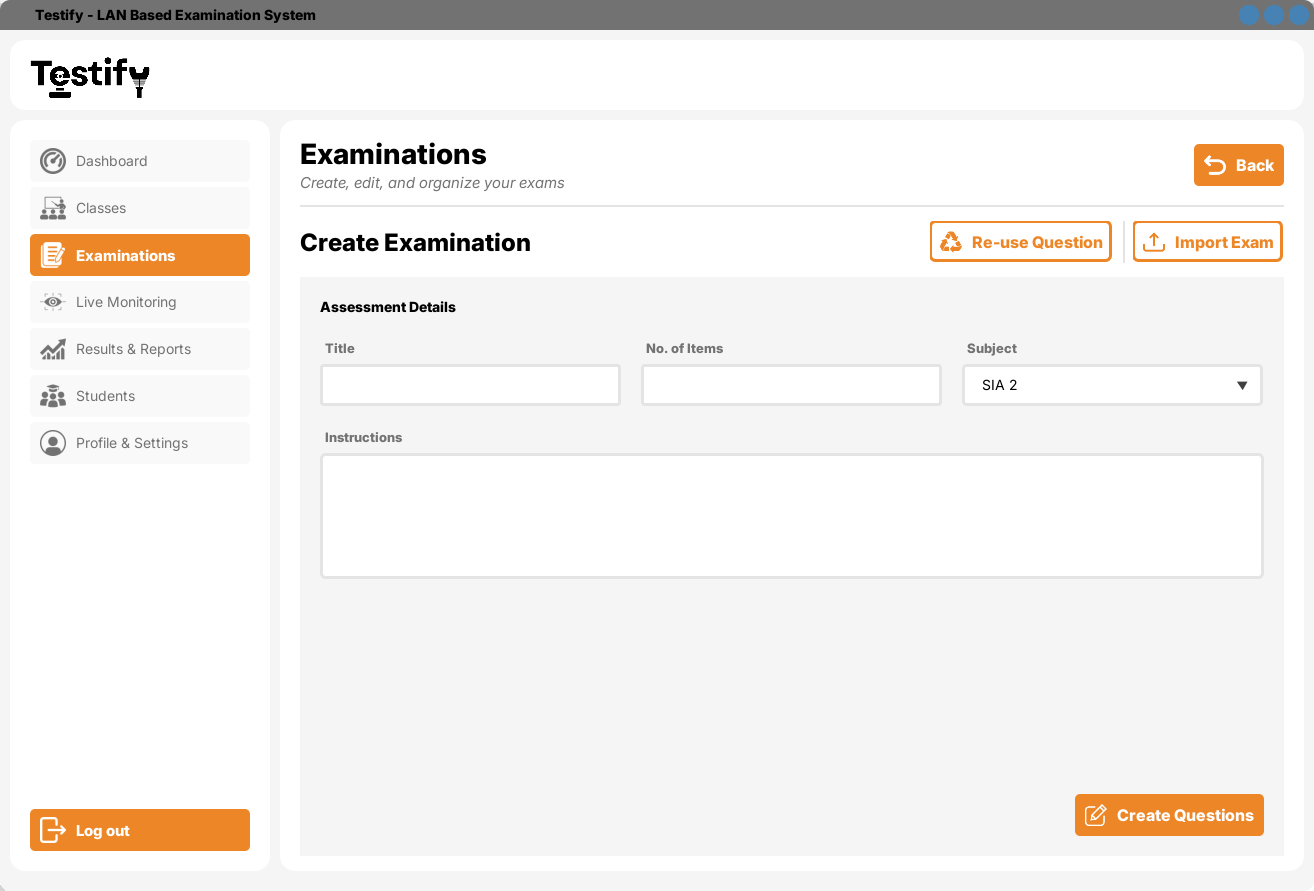 Testify - LAN Based Examination System
Testify
Dashboard
Classes
Examinations
Live Monitoring
Results & Reports
Students
Profile & Settings
Log out
Examinations
Create, edit, and organize your exams
Back
Create Examination
Re-use Question
Import Exam
Assessment Details
Title
No. of Items
Subject
SIA 2
Instructions
Create Questions